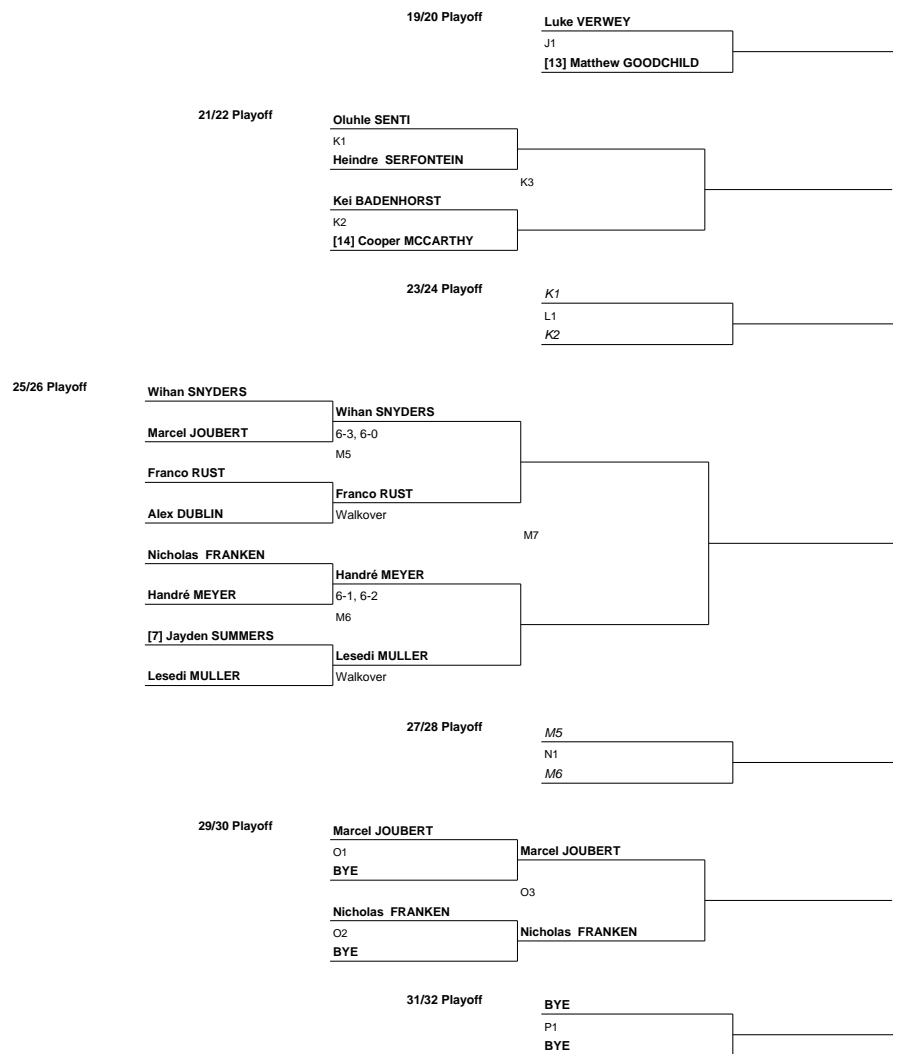 19/20 Playoff
Luke VERWEY
J1
[13] Matthew GOODCHILD
21/22 Playoff
Oluhle SENTI
K1
Heindre SERFONTEIN
K3
Kei BADENHORST
K2
[14] Cooper MCCARTHY
23/24 Playoff
K1
L1
K2
25/26 Playoff
Wihan SNYDERS
Wihan SNYDERS
Marcel JOUBERT
6-3, 6-0
M5
Franco RUST
Franco RUST
Alex DUBLIN
Walkover
M7
Nicholas FRANKEN
Handré MEYER
Handré MEYER
6-1, 6-2
M6
[7] Jayden SUMMERS
Lesedi MULLER
Lesedi MULLER
Walkover
27/28 Playoff
M5
N1
M6
29/30 Playoff
Marcel JOUBERT
O1
Marcel JOUBERT
BYE
O3
Nicholas FRANKEN
O2
Nicholas FRANKEN
BYE
31/32 Playoff
BYE
P1
BYE